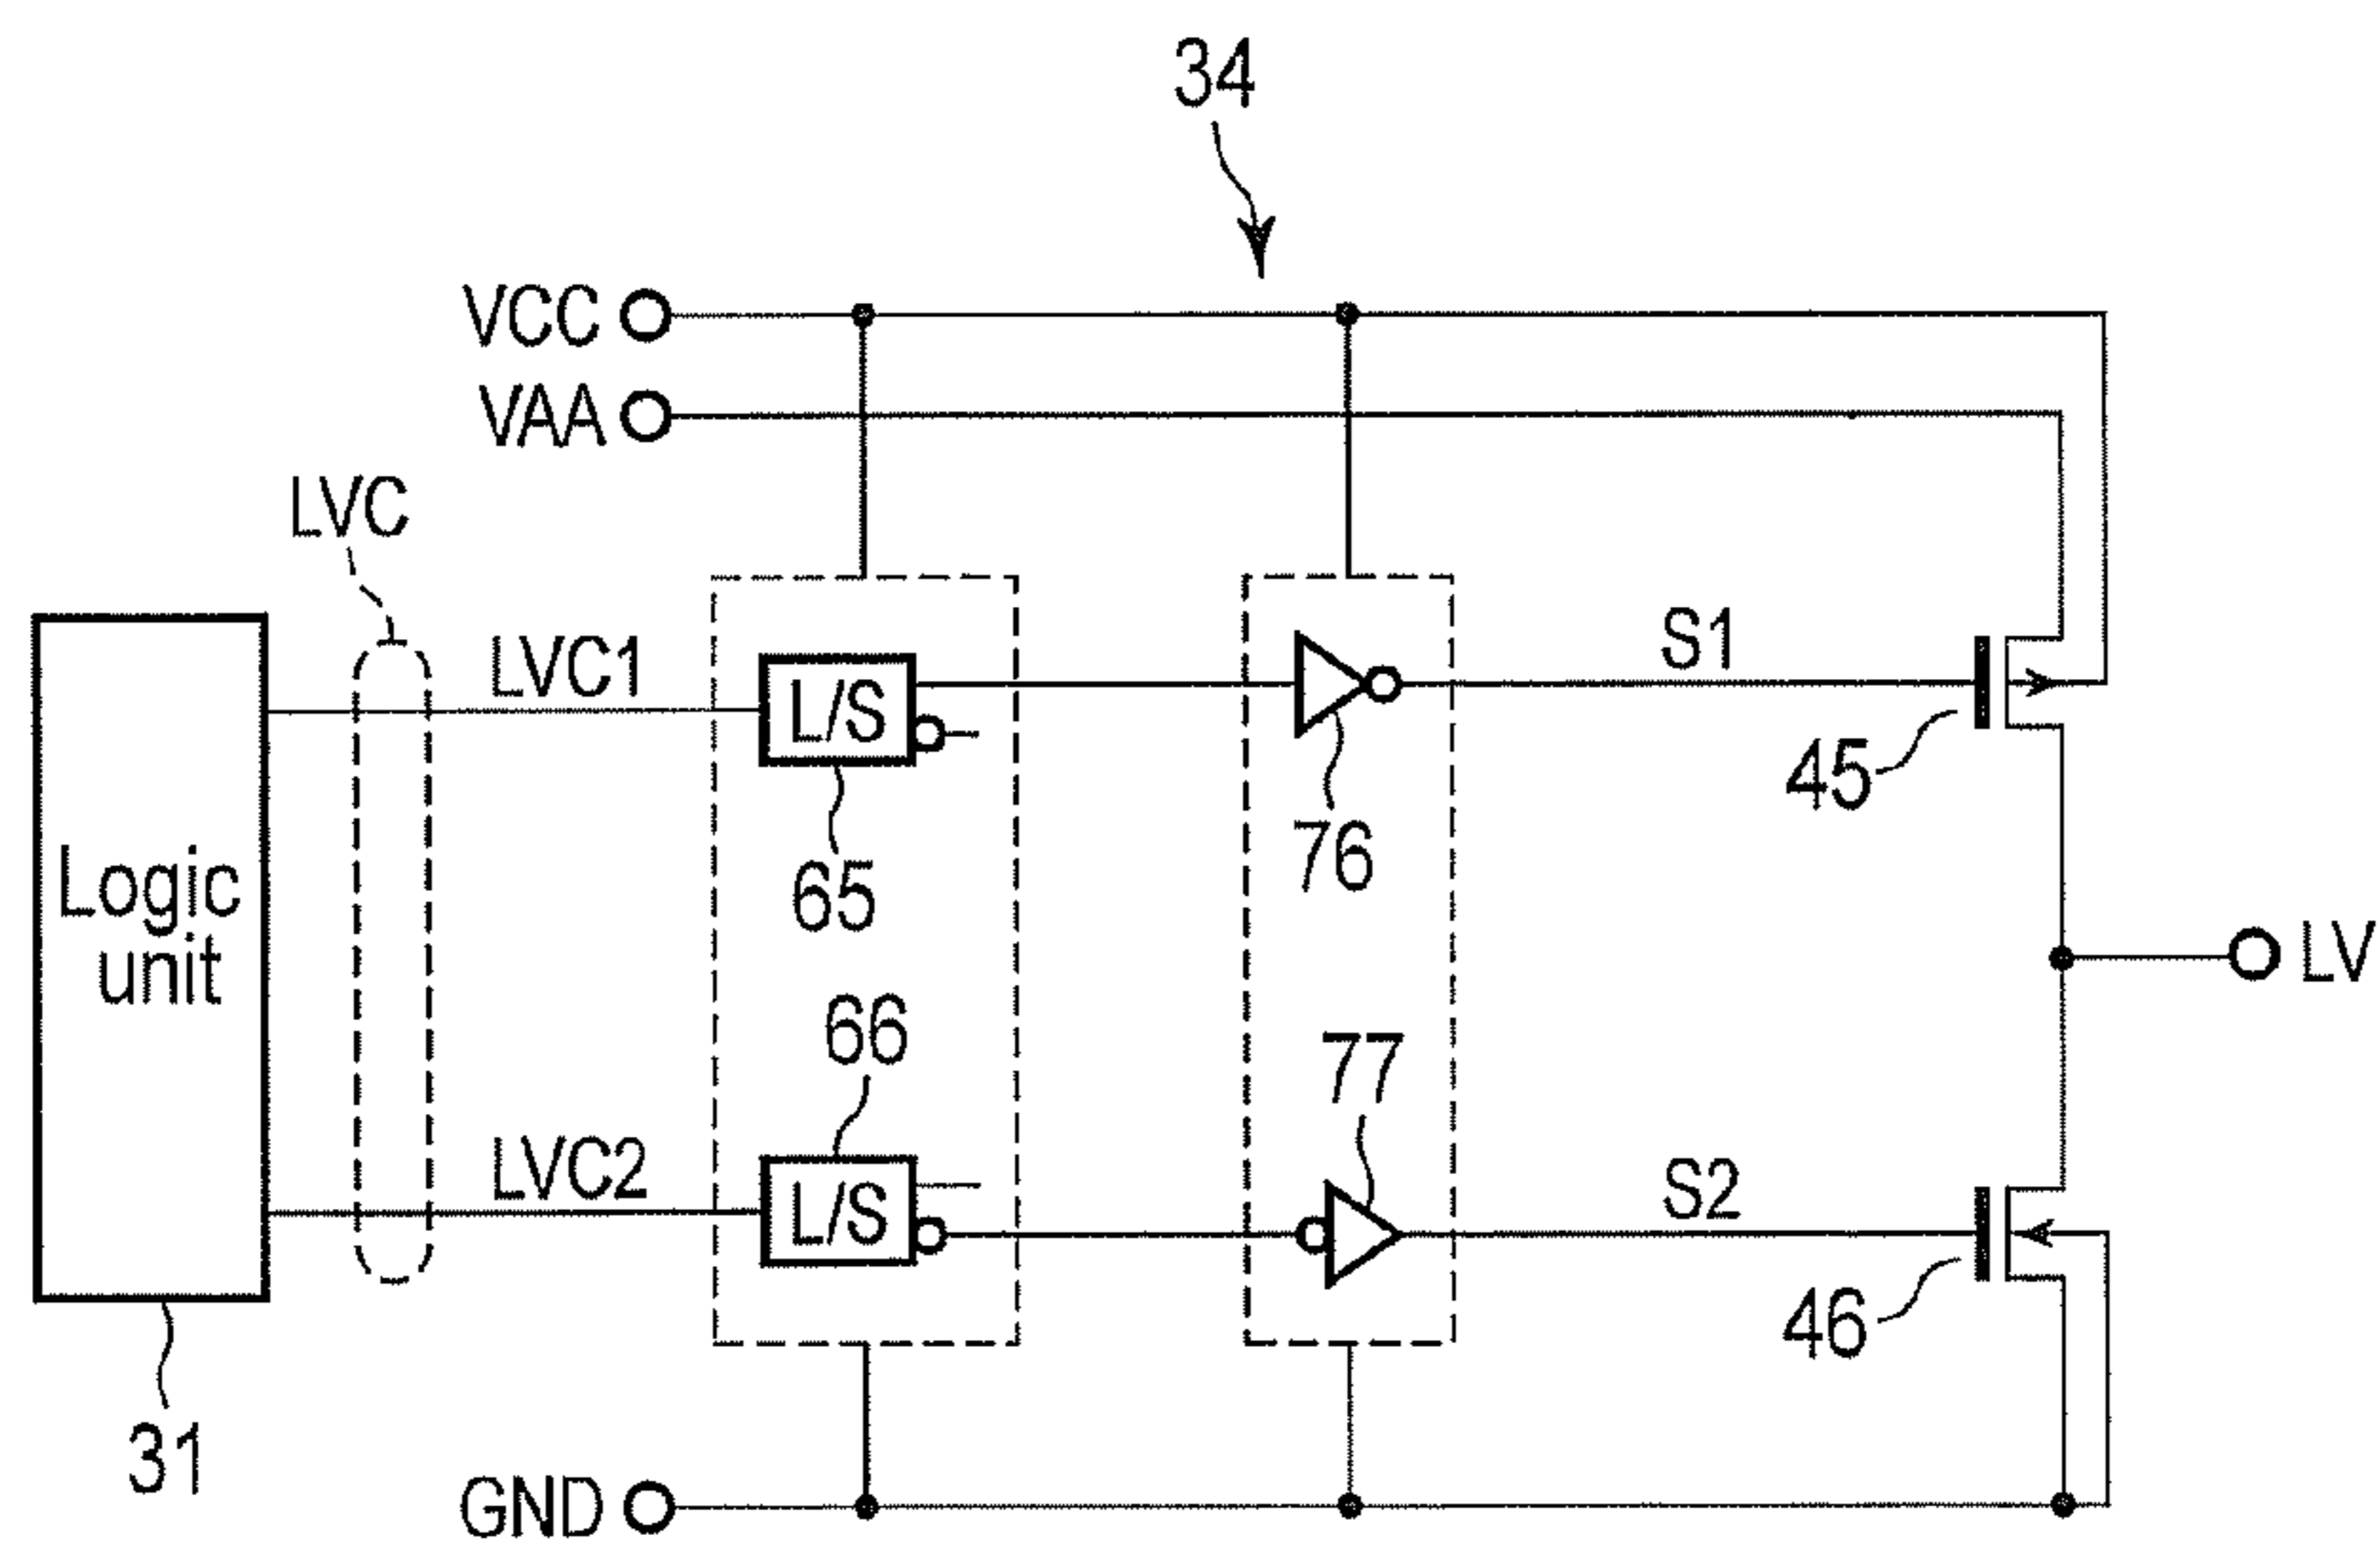 34
VCC
VAA
LVC
LVC1
S1
L/S
45
76
65
Logic
unit
LV
66
77
LVC2
S2
L/S
46
31
GND